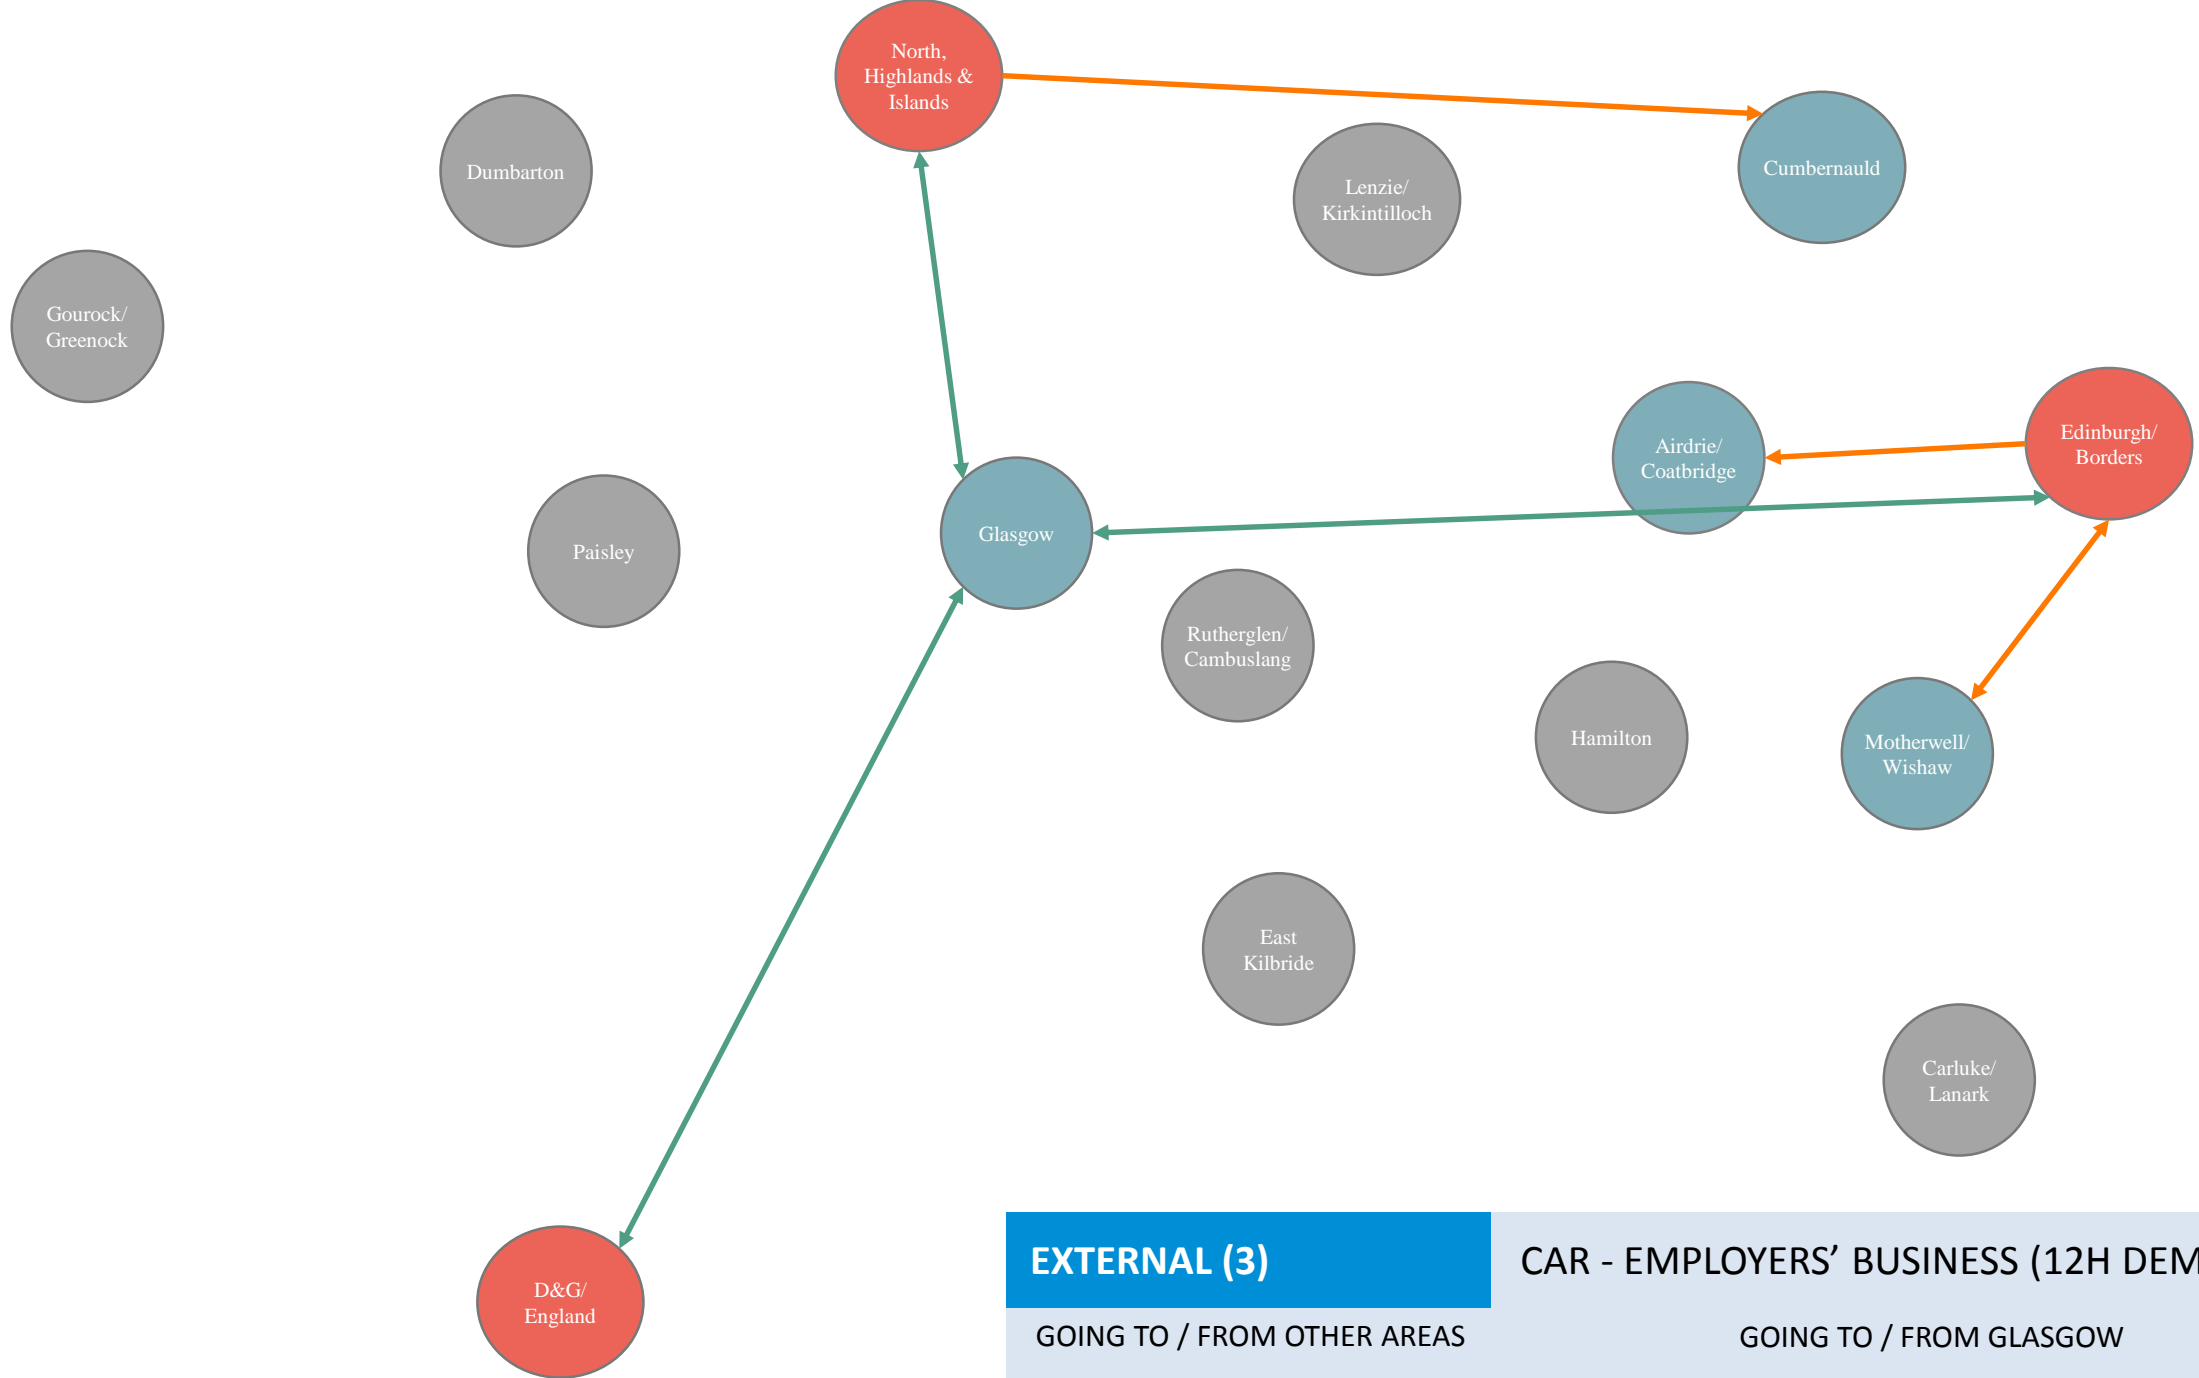 North,
Highlands &
Islands
Dumbarton
Lenzie/
Kirkintilloch
Cumbernauld
Gourock/
Greenock
Airdrie/
Coatbridge
Edinburgh/
Borders
Paisley
Glasgow
Rutherglen/
Cambuslang
Hamilton
Motherwell/
Wishaw
East
Kilbride
Carluke/
Lanark
D&G/
England
EXTERNAL (3)
CAR - EMPLOYERS’ BUSINESS (12H DEM
GOING TO / FROM OTHER AREAS
GOING TO / FROM GLASGOW